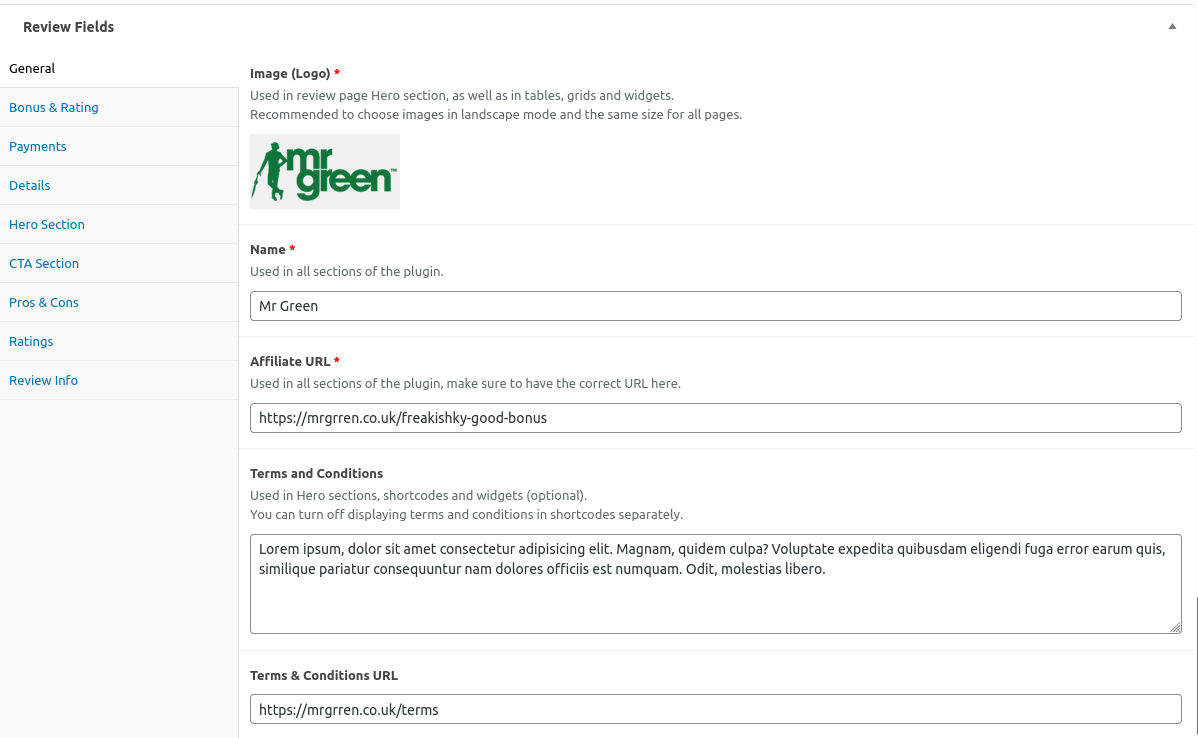 Review Fields
General
Bonus & Rating
Payments
Details
Hero Section
CTA Section
Pros & Cons
Ratings
Review Info
Image (Logo) *
Used in review page Hero section, as well as in tables, grids and widgets.
Recommended to choose images in landscape mode and the same size for all pages.
mr
green™
Name *
Used in all sections of the plugin.
Mr Green
Affiliate URL *
Used in all sections of the plugin, make sure to have the correct URL here.
https://mrgrren.co.uk/freakishky-good-bonus
Terms and Conditions
Used in Hero sections, shortcodes and widgets (optional).
You can turn off displaying terms and conditions in shortcodes separately.
Lorem ipsum, dolor sit amet consectetur adipisicing elit. Magnam, quidem culpa? Voluptate expedita quibusdam eligendi fuga error earum quis,
similique pariatur consequuntur nam dolores officiis est numquam. Odit, molestias libero.
Terms & Conditions URL
https://mrgrren.co.uk/terms